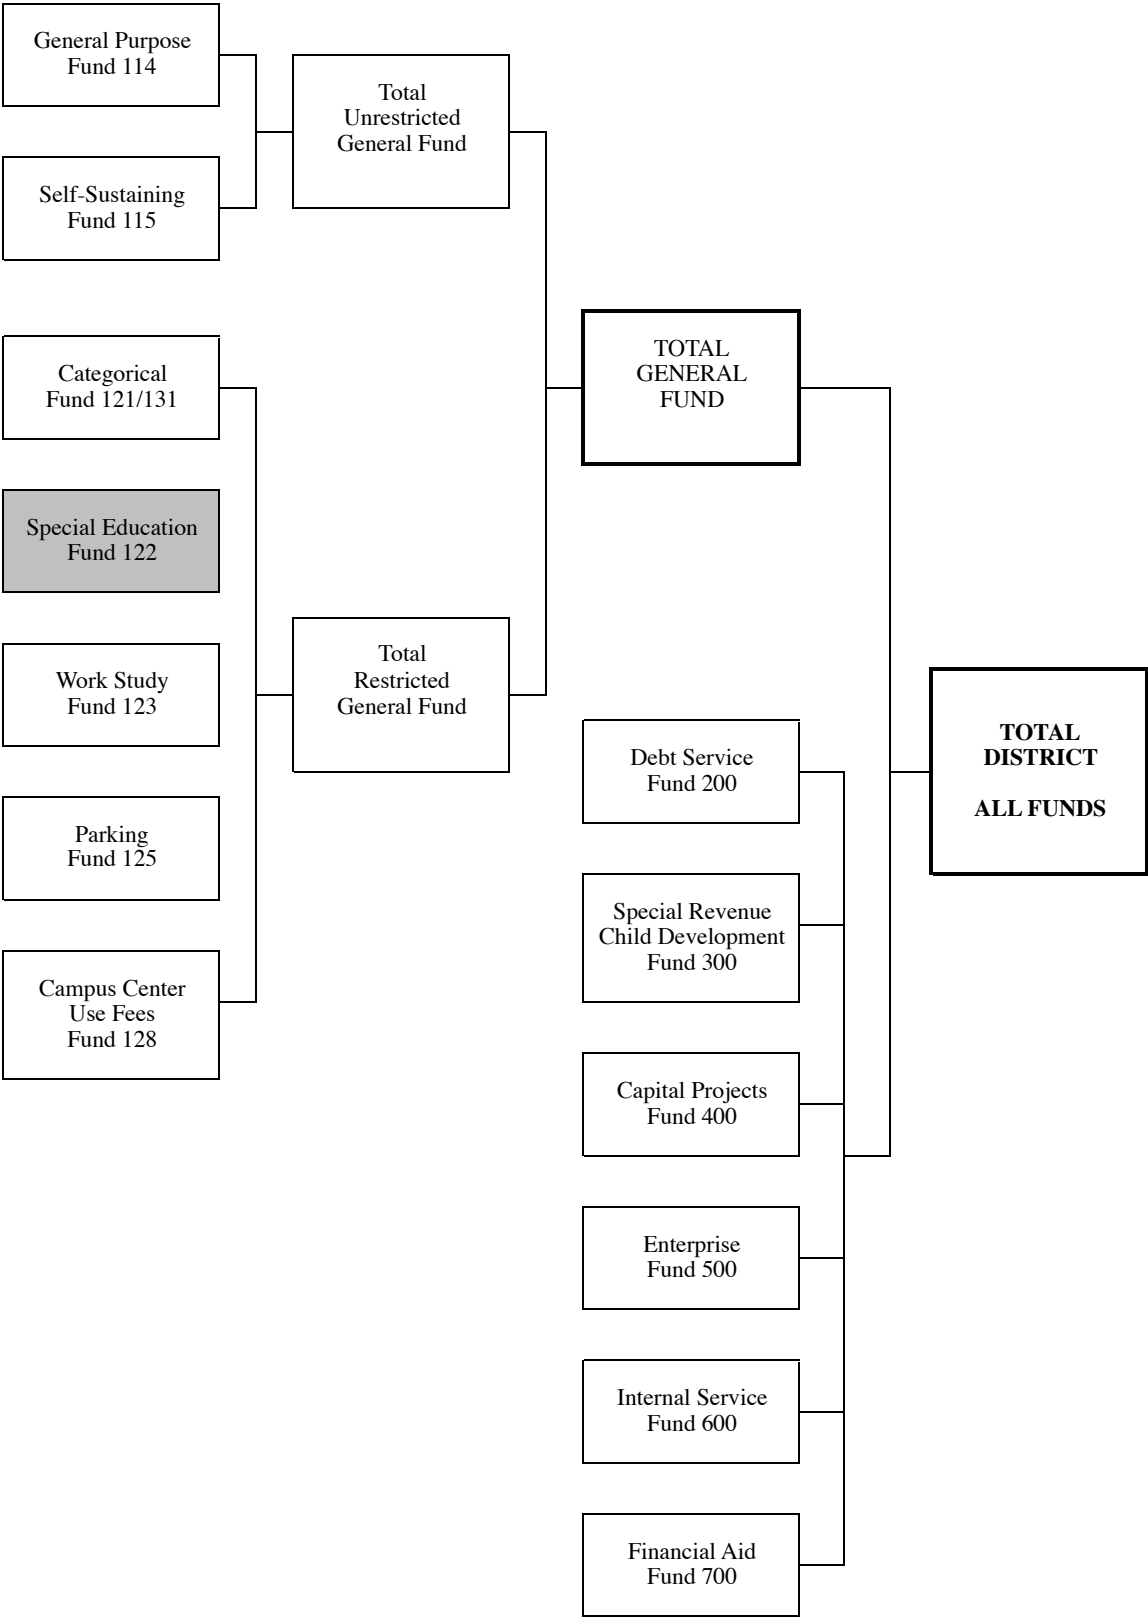 General Purpose
Fund 114
Self-Sustaining
Fund 115
Categorical
Fund 121/131
Special Education
Fund 122
Work Study
Fund 123
Parking
Fund 125
Campus Center
Use Fees
Fund 128
Total
Unrestricted
General Fund
Total
Restricted
General Fund
TOTAL
GENERAL
FUND
Debt Service
Fund 200
Special Revenue
Child Development
Fund 300
Capital Projects
Fund 400
Enterprise
Fund 500
Internal Service
Fund 600
Financial Aid
Fund 700
TOTAL
DISTRICT
ALL FUNDS